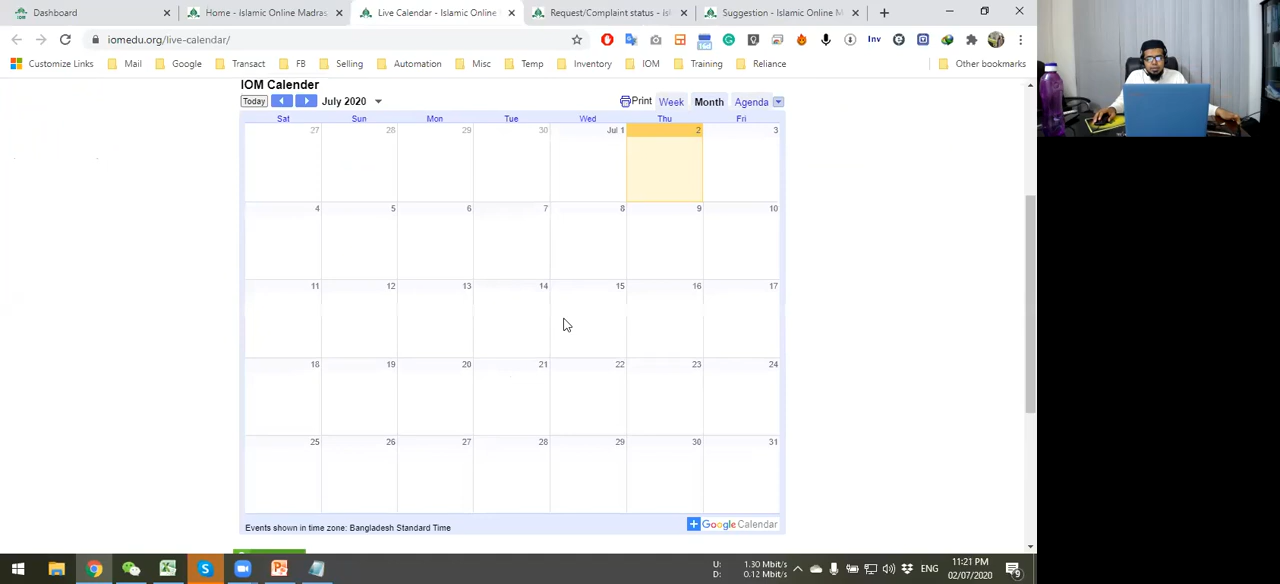 Dashboard
Home - Islamic Online Madras
Live Calendar - Islamic Online
Request/Complaint status - isl
Suggestion - Islamic Online M
iomedu.org/live-calendar/
Inv
Customize Links Mail Google Transact FB Selling Automation Misc Temp Inventory IOM Training Reliance Other bookmarks
IOM Calender
Today July 2020 Print Week Month Agenda
Sat Sun Mon Tue Wed Thu Fri
27 28 29 30 Jul 1 2 3
4 5 6 7 8 9 10
11 12 13 14 15 16 17
18 19 20 21 22 23 24
25 26 27 28 29 30 31
Events shown in time zone: Bangladesh Standard Time
Google Calendar
U: 1.30 Mbit/s
D: 0.12 Mbit/s
ENG
11:21 PM
02/07/2020
9